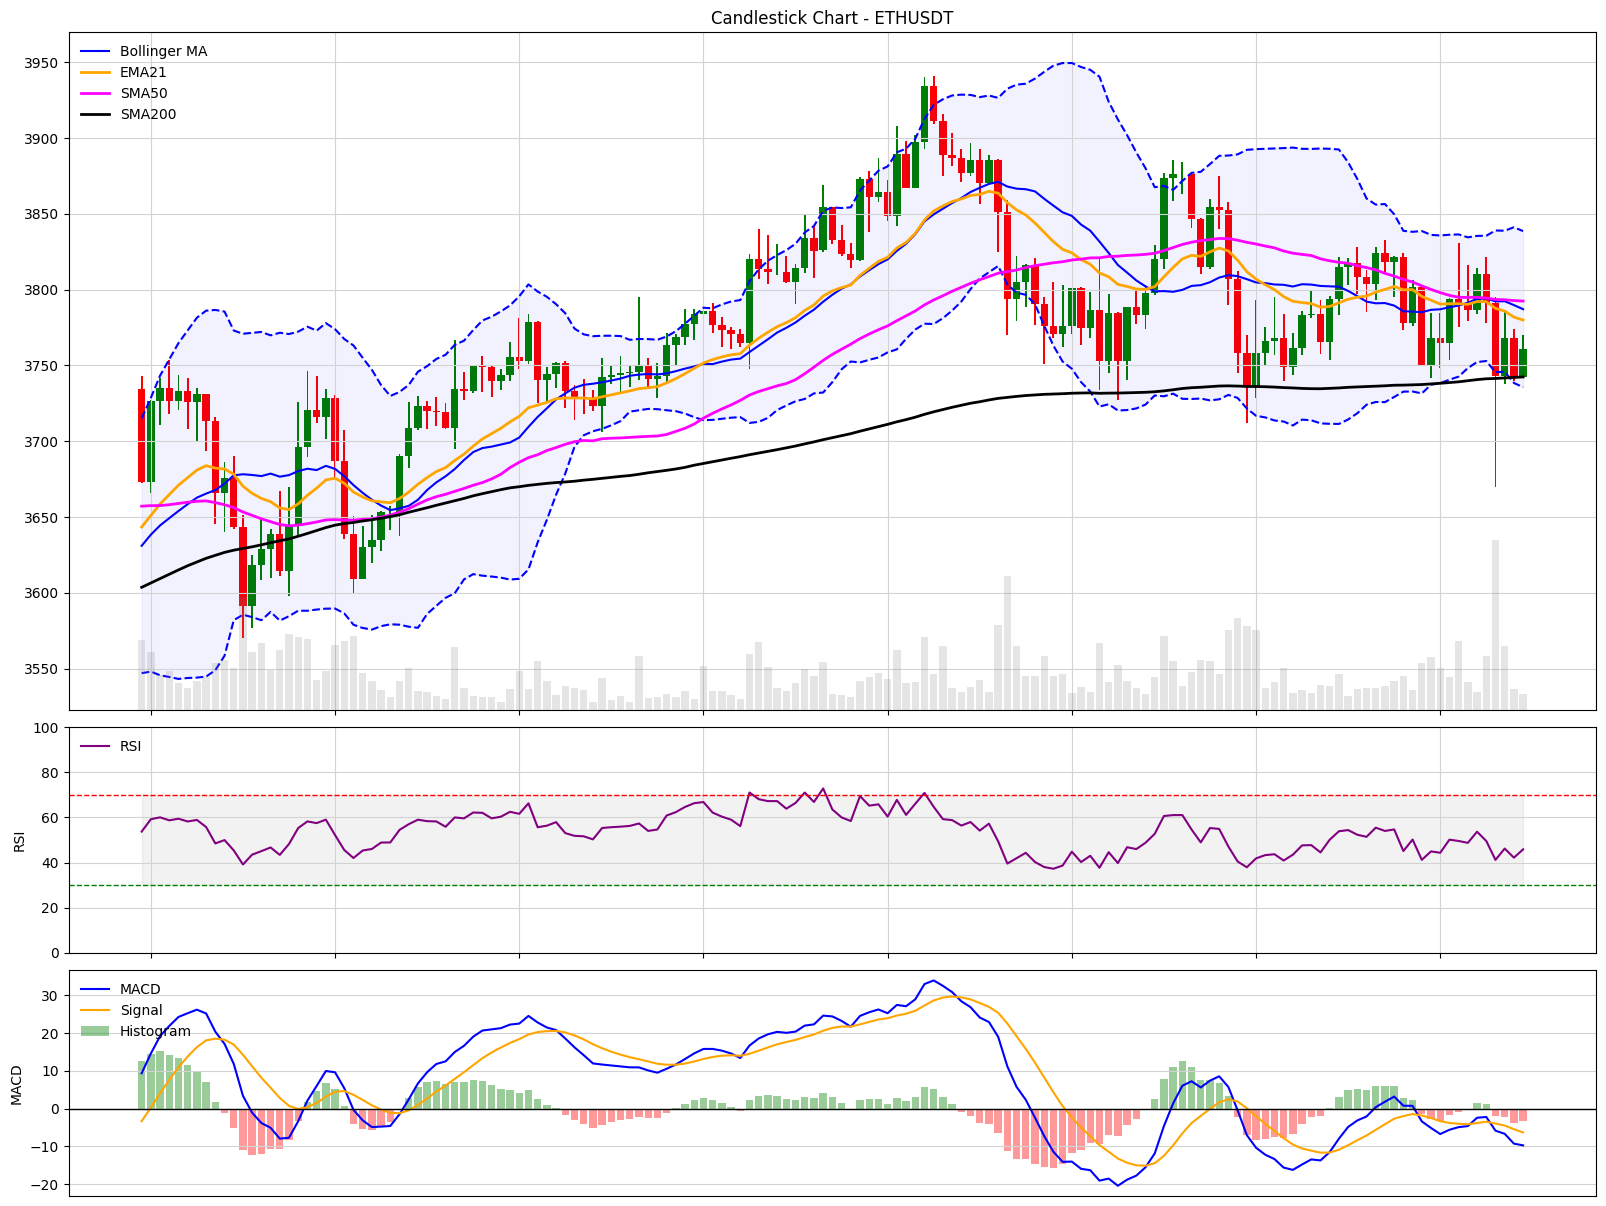 Candlestick Chart - ETHUSDT
Bollinger MA
EMA21
SMA50
SMA200
3950
3900
3850
3800
3750
3700
3650
3600
3550
RSI
100
80
60
40
20
0
RSI
MACD
Signal
Histogram
30
20
10
0
−10
−20
MACD